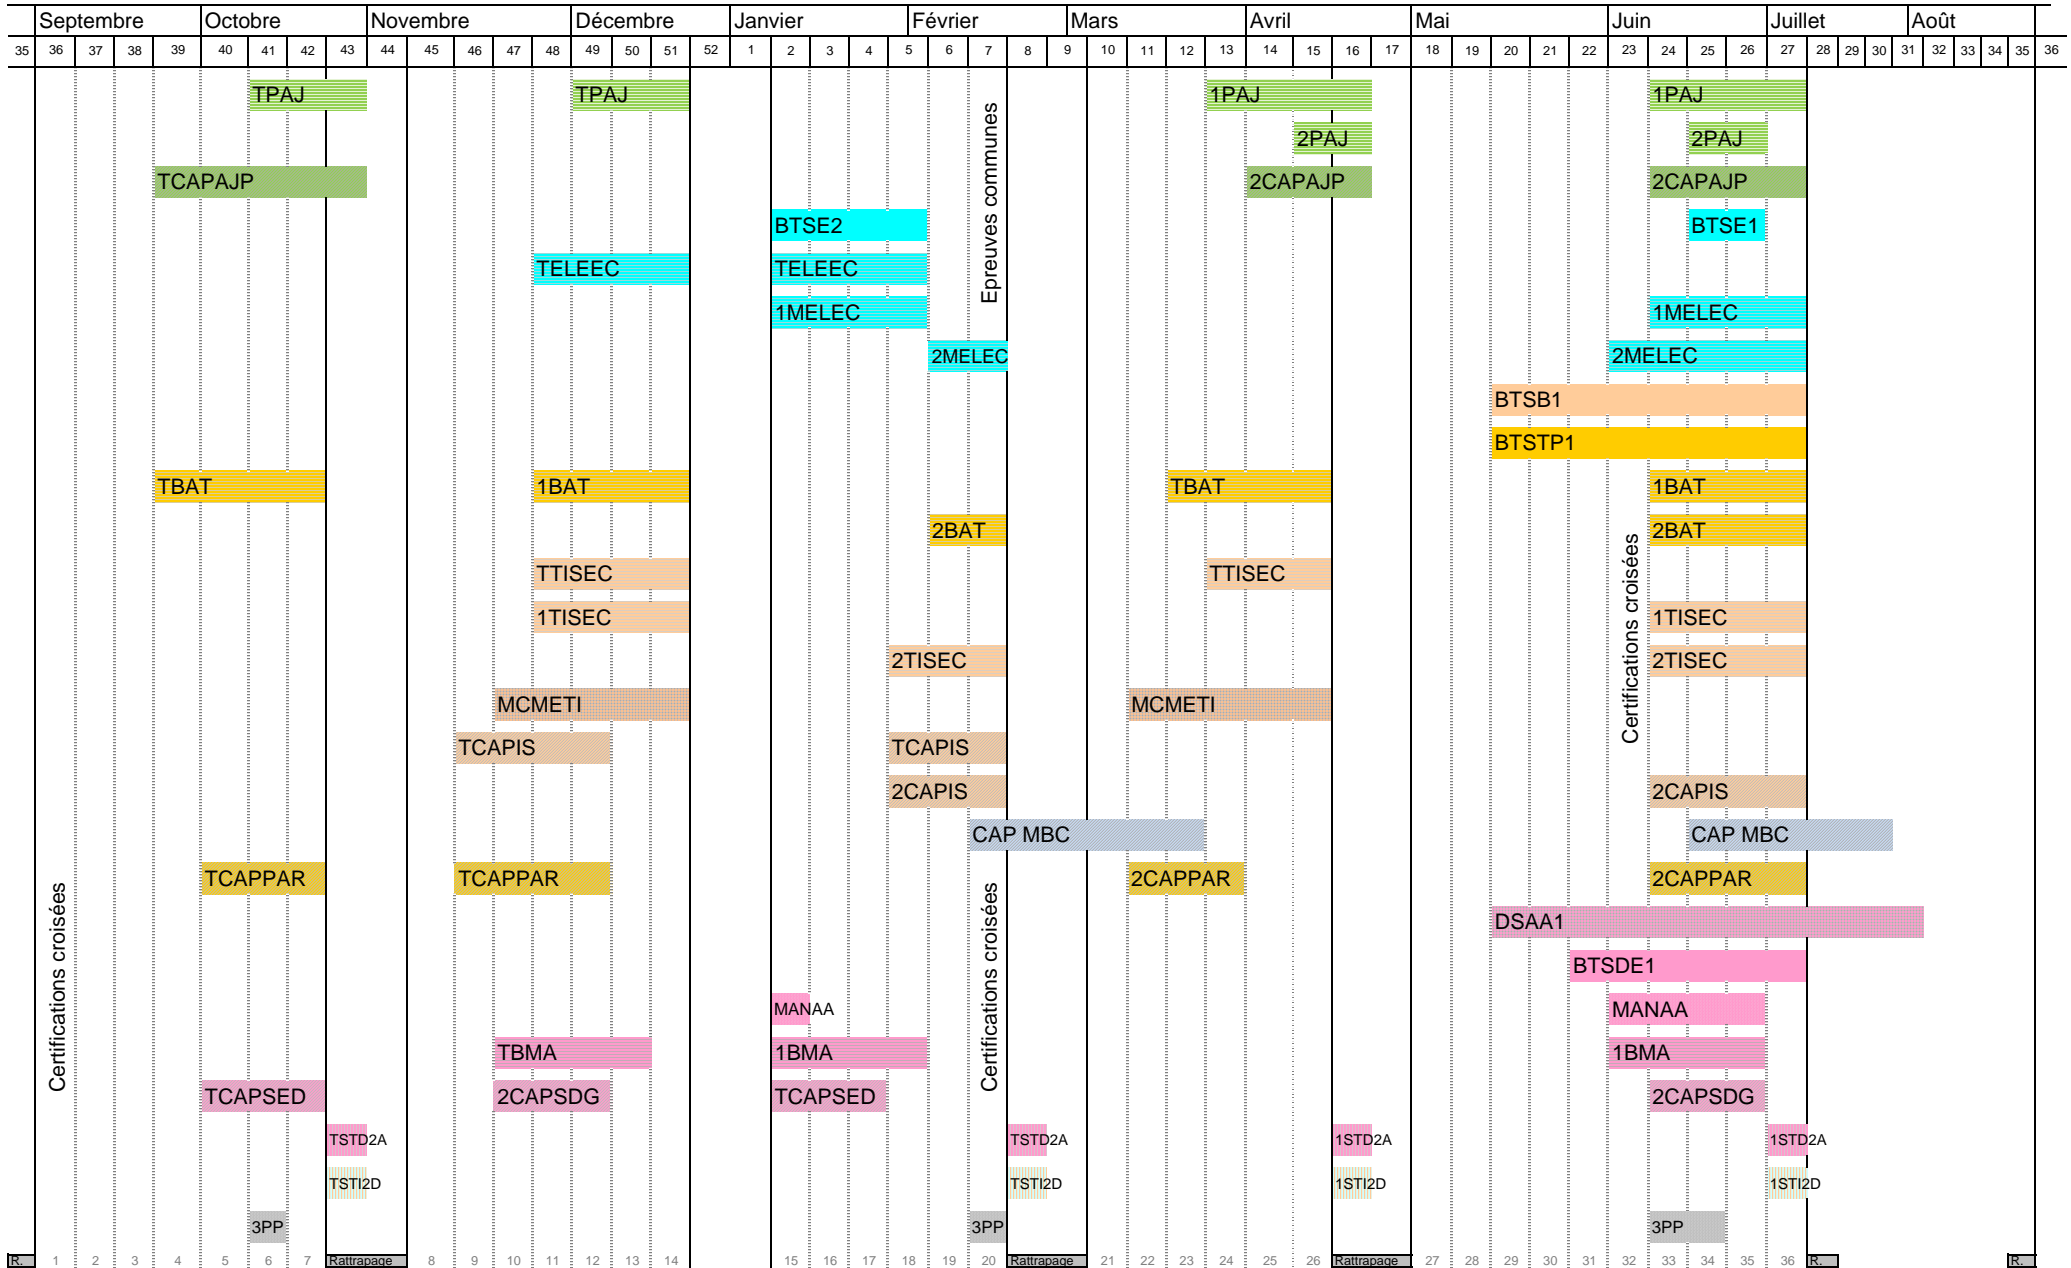 Septembre Octobre Novembre Décembre Janvier Février Mars Avril Mai Juin Juillet Août
35 36 37 38 39 40 41 42 43 44 45 46 47 48 49 50 51 52 1 2 3 4 5 6 7 8 9 10 11 12 13 14 15 16 17 18 19 20 21 22 23 24 25 26 27 28 29 30 31 32 33 34 35 36
TPAJ TPAJ 1PAJ 1PAJ
2PAJ 2PAJ
TCAPAJP 2CAPAJP 2CAPAJP
Epreuves communes
BTSE2 BTSE1
TELEEC TELEEC
1MELEC 1MELEC
2MELEC 2MELEC
BTSB1
BTSTP1
TBAT 1BAT TBAT 1BAT
2BAT 2BAT
TTISEC TTISEC
1TISEC 1TISEC
Certifications croisées
2TISEC 2TISEC
MCMETI MCMETI
TCAPIS TCAPIS
2CAPIS 2CAPIS
CAP MBC CAP MBC
TCAPPAR TCAPPAR 2CAPPAR 2CAPPAR
DSAA1
BTSDE1
Certifications croisées
Certifications croisées
MANAA MANAA
TBMA 1BMA 1BMA
TCAPSED 2CAPSDG TCAPSED 2CAPSDG
TSTD2A TSTD2A 1STD2A 1STD2A
TSTI2D TSTI2D 1STI2D 1STI2D
3PP 3PP 3PP
R. 1 2 3 4 5 6 7 Rattrapage 8 9 10 11 12 13 14 15 16 17 18 19 20 Rattrapage 21 22 23 24 25 26 Rattrapage 27 28 29 30 31 32 33 34 35 36 R. R.